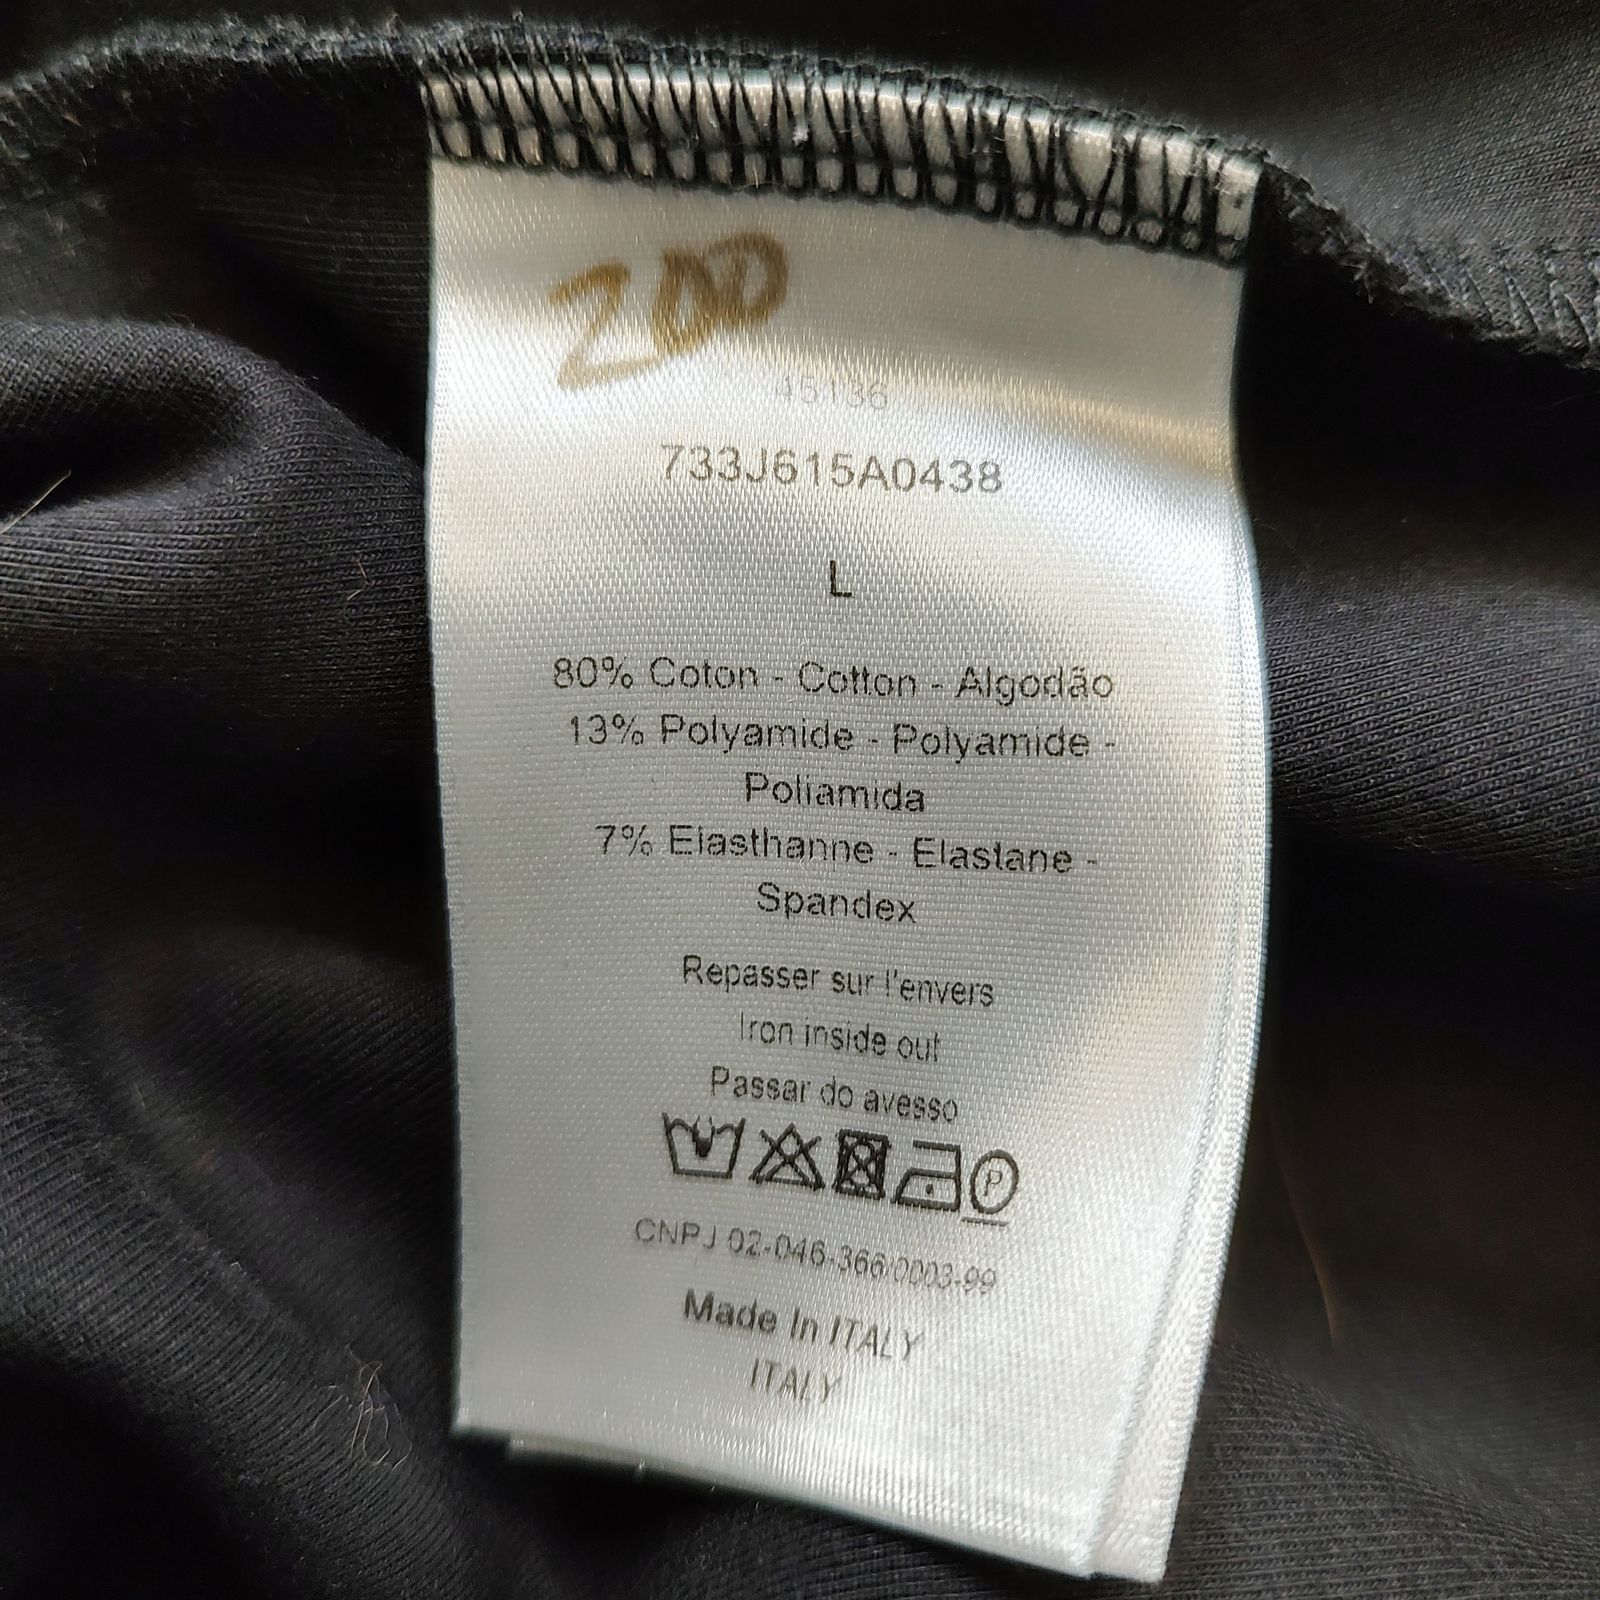 200
45136
733J615A0438
L
80% Coton - Cotton - Algodão
13% Polyamide - Polyamide -
Poliamida
7% Elasthanne - Elastane -
Spandex
Repasser sur l'envers
Iron inside out
Passar do avesso
P
CNPJ 02-046-366/0003-99
Made In ITALY
ITALY